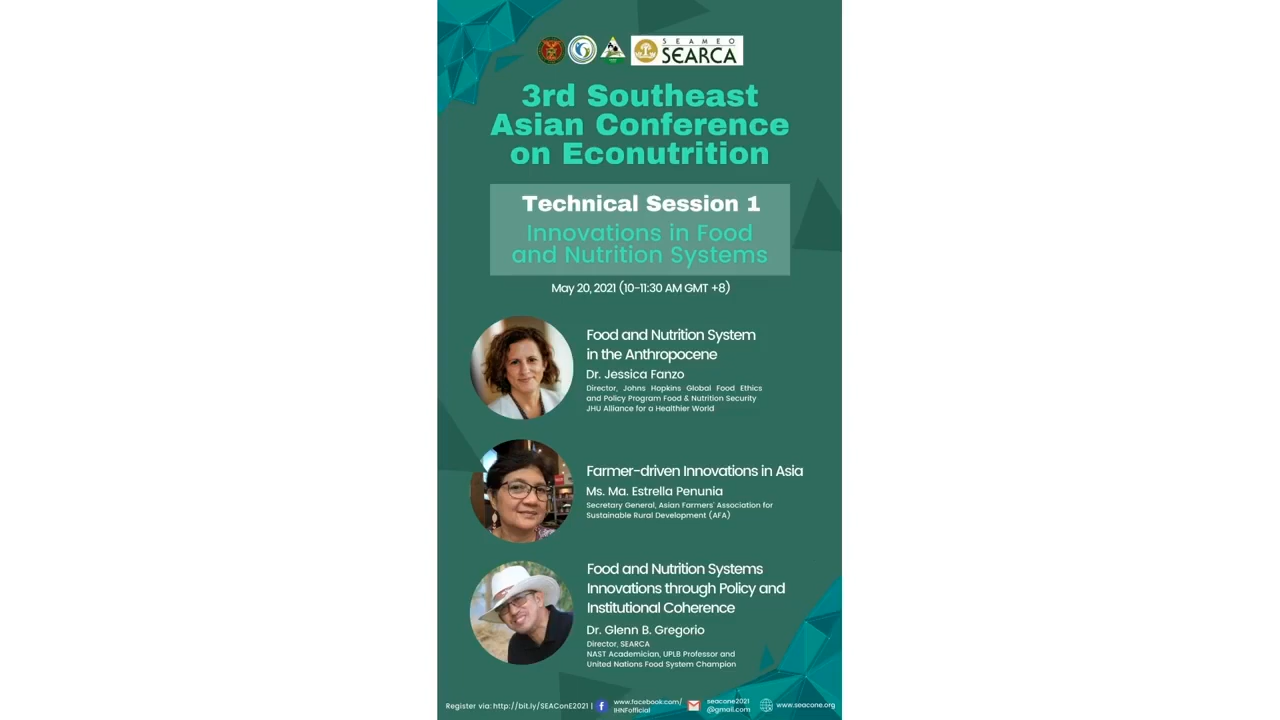 SEAMEO
SEARCA
3rd Southeast
Asian Conference
on Econutrition
Technical Session 1
Innovations in Food
and Nutrition Systems
May 20, 2021 (10-11:30 AM GMT +8)
Food and Nutrition System
in the Anthropocene
Dr. Jessica Fanzo
Director, Johns Hopkins Global Food Ethics
and Policy Program Food & Nutrition Security
JHU Alliance for a Healthier World
Farmer-driven Innovations in Asia
Ms. Ma. Estrella Penunia
Secretary General, Asian Farmers' Association for
Sustainable Rural Development (AFA)
Food and Nutrition Systems
Innovations through Policy and
Institutional Coherence
Dr. Glenn B. Gregorio
Director, SEARCA
NAST Academician, UPLB Professor and
United Nations Food System Champion
Register via: http://bit.ly/SEAConE2021 |
www.facebook.com/
IHNFofficial
seacone2021
@gmail.com
www.seacone.org